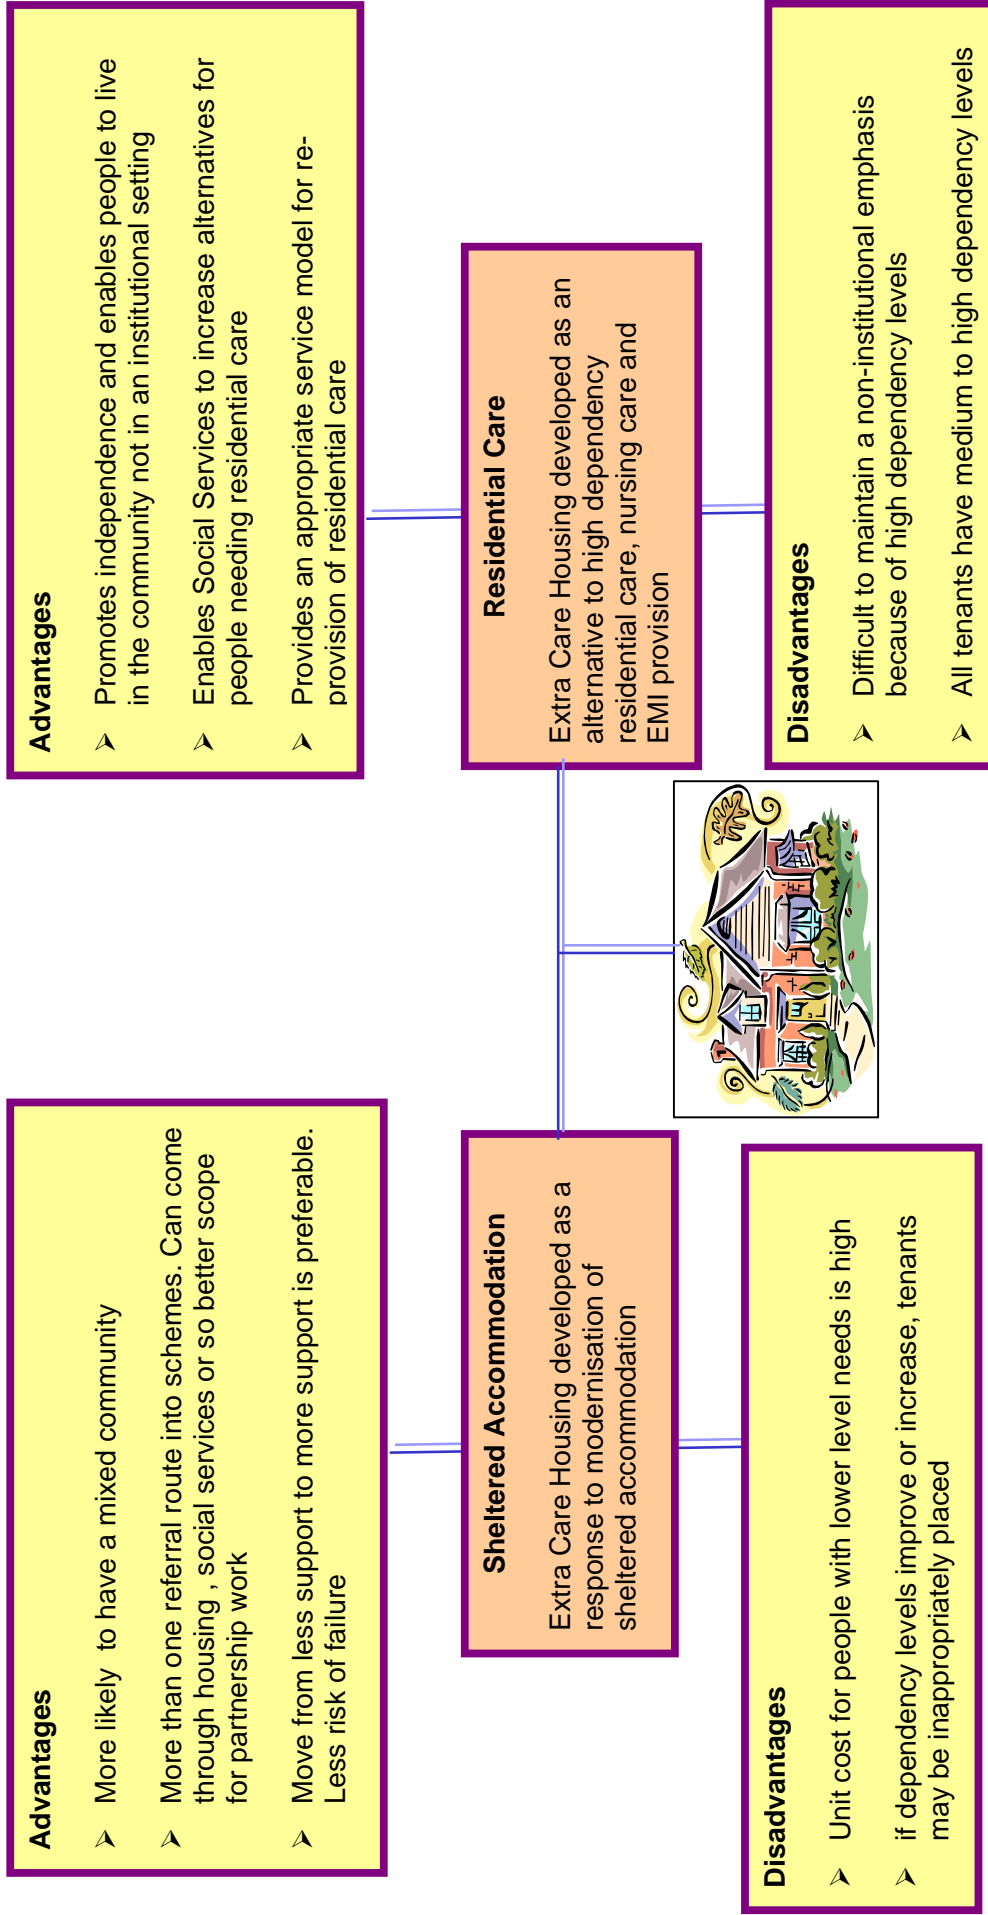 Advantages
➢ More likely  to have a mixed community
➢ More than one referral route into schemes. Can come
through housing , social services or so better scope
for partnership work
➢ Move from less support to more support is preferable.
Less risk of failure
Sheltered Accommodation
Extra Care Housing developed as a
response to modernisation of
sheltered accommodation
Disadvantages
➢ Unit cost for people with lower level needs is high
➢ if dependency levels improve or increase, tenants
may be inappropriately placed
Advantages
➢ Promotes independence and enables people to live
in the community not in an institutional setting
➢ Enables Social Services to increase alternatives for
people needing residential care
➢ Provides an appropriate service model for re-
provision of residential care
Residential Care
Extra Care Housing developed as an
alternative to high dependency
residential care, nursing care and
EMI provision
Disadvantages
➢ Difficult to maintain a non-institutional emphasis
because of high dependency levels
➢ All tenants have medium to high dependency levels